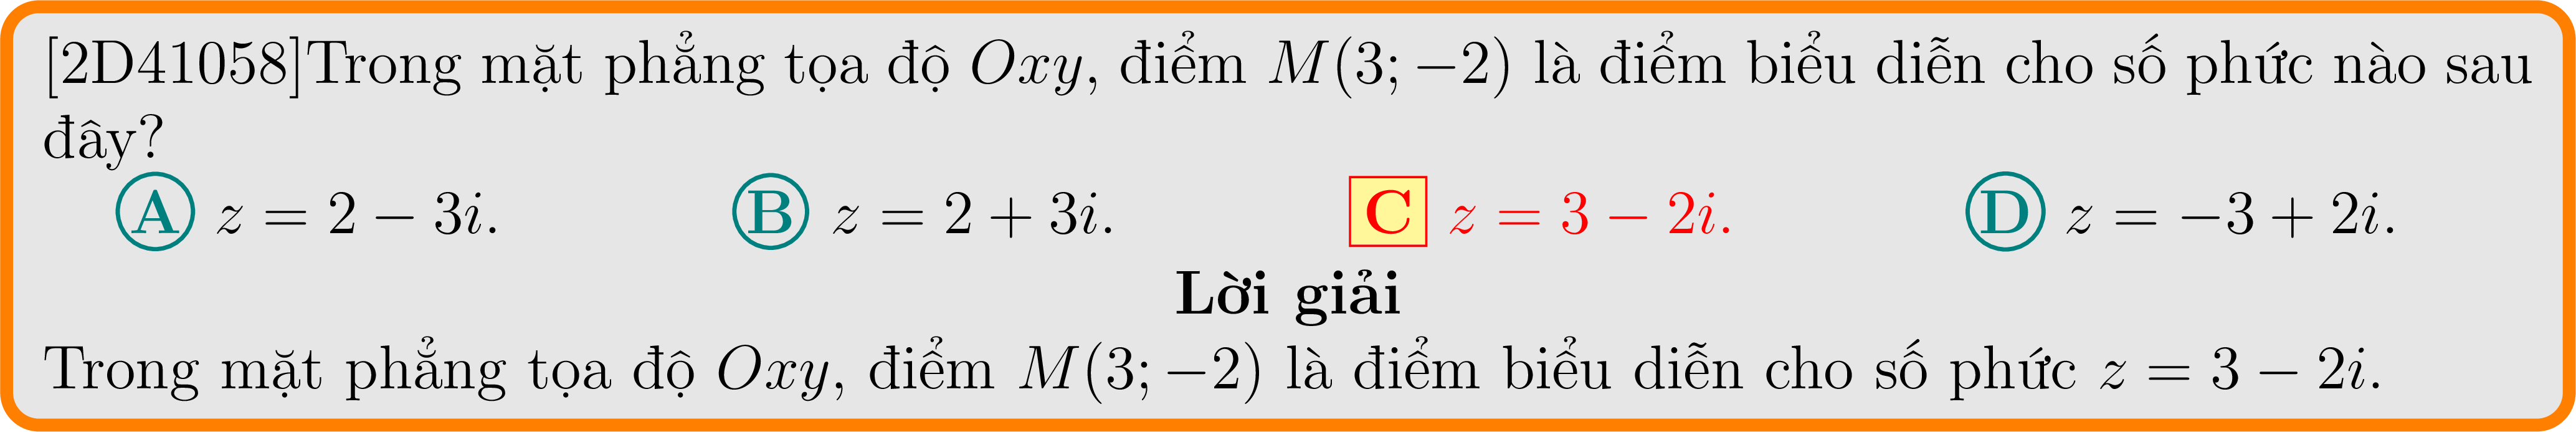 [2D41058]Trong mặt phẳng tọa độ Oxy, điểm M(3; −2) là điểm biểu diễn cho số phức nào sau
đây?
A z = 2 − 3i. B z = 2 + 3i. C z = 3 − 2i. D z = −3 + 2i.
Lời giải
Trong mặt phẳng tọa độ Oxy, điểm M(3; −2) là điểm biểu diễn cho số phức z = 3 − 2i.